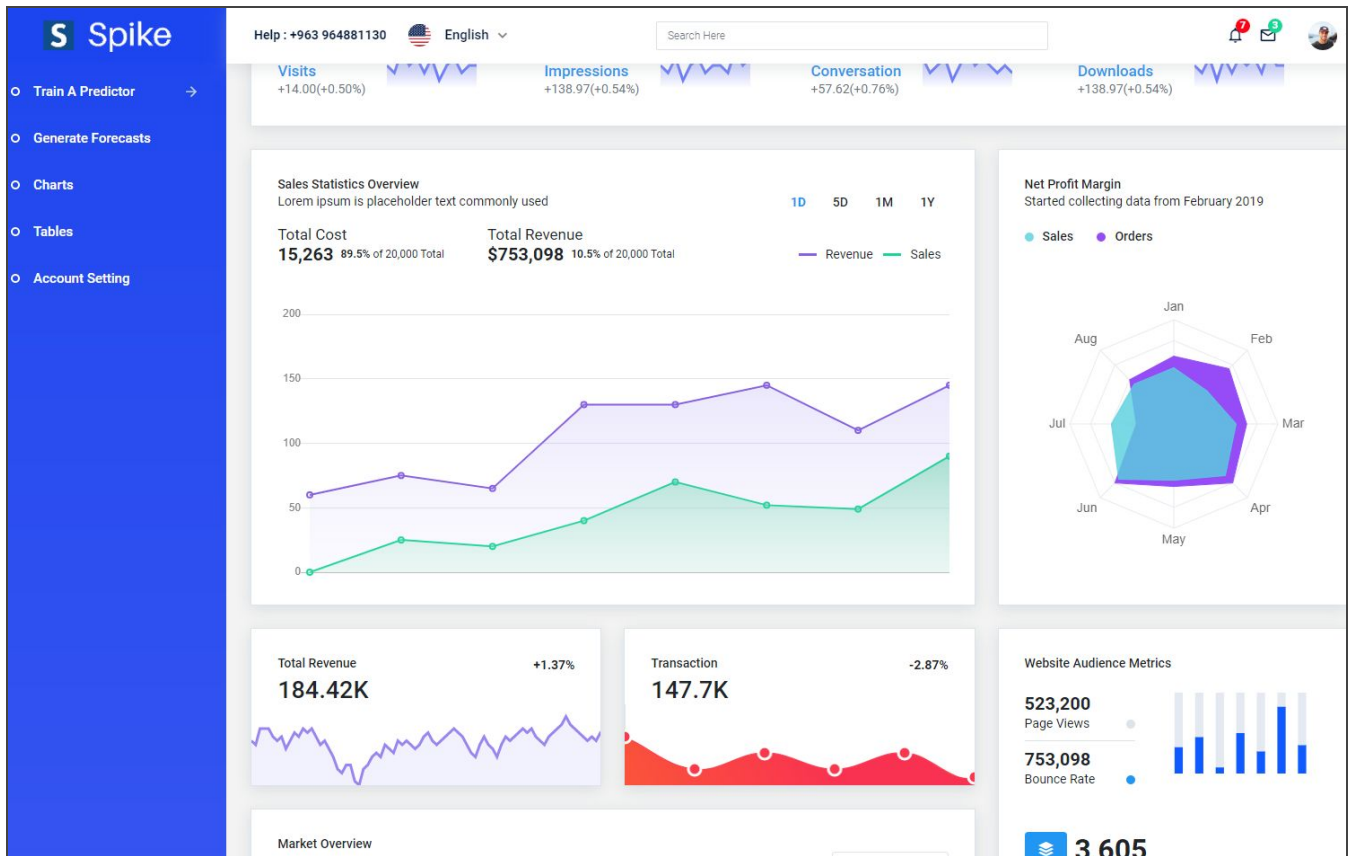 S Spike
Help : +963 964881130
English
Search Here
7
3
Train A Predictor
Generate Forecasts
Charts
Tables
Account Setting
Visits
+14.00(+0.50%)
Impressions
+138.97(+0.54%)
Conversation
+57.62(+0.76%)
Downloads
+138.97(+0.54%)
Sales Statistics Overview
Lorem ipsum is placeholder text commonly used
1D 5D 1M 1Y
Total Cost
15,263 89.5% of 20,000 Total
Total Revenue
$753,098 10.5% of 20,000 Total
Revenue Sales
200
150
100
50
0
Net Profit Margin
Started collecting data from February 2019
Sales Orders
Jan
Feb
Mar
Apr
May
Jun
Jul
Aug
Total Revenue +1.37%
184.42K
Transaction -2.87%
147.7K
Website Audience Metrics
523,200
Page Views
753,098
Bounce Rate
3,605
Market Overview